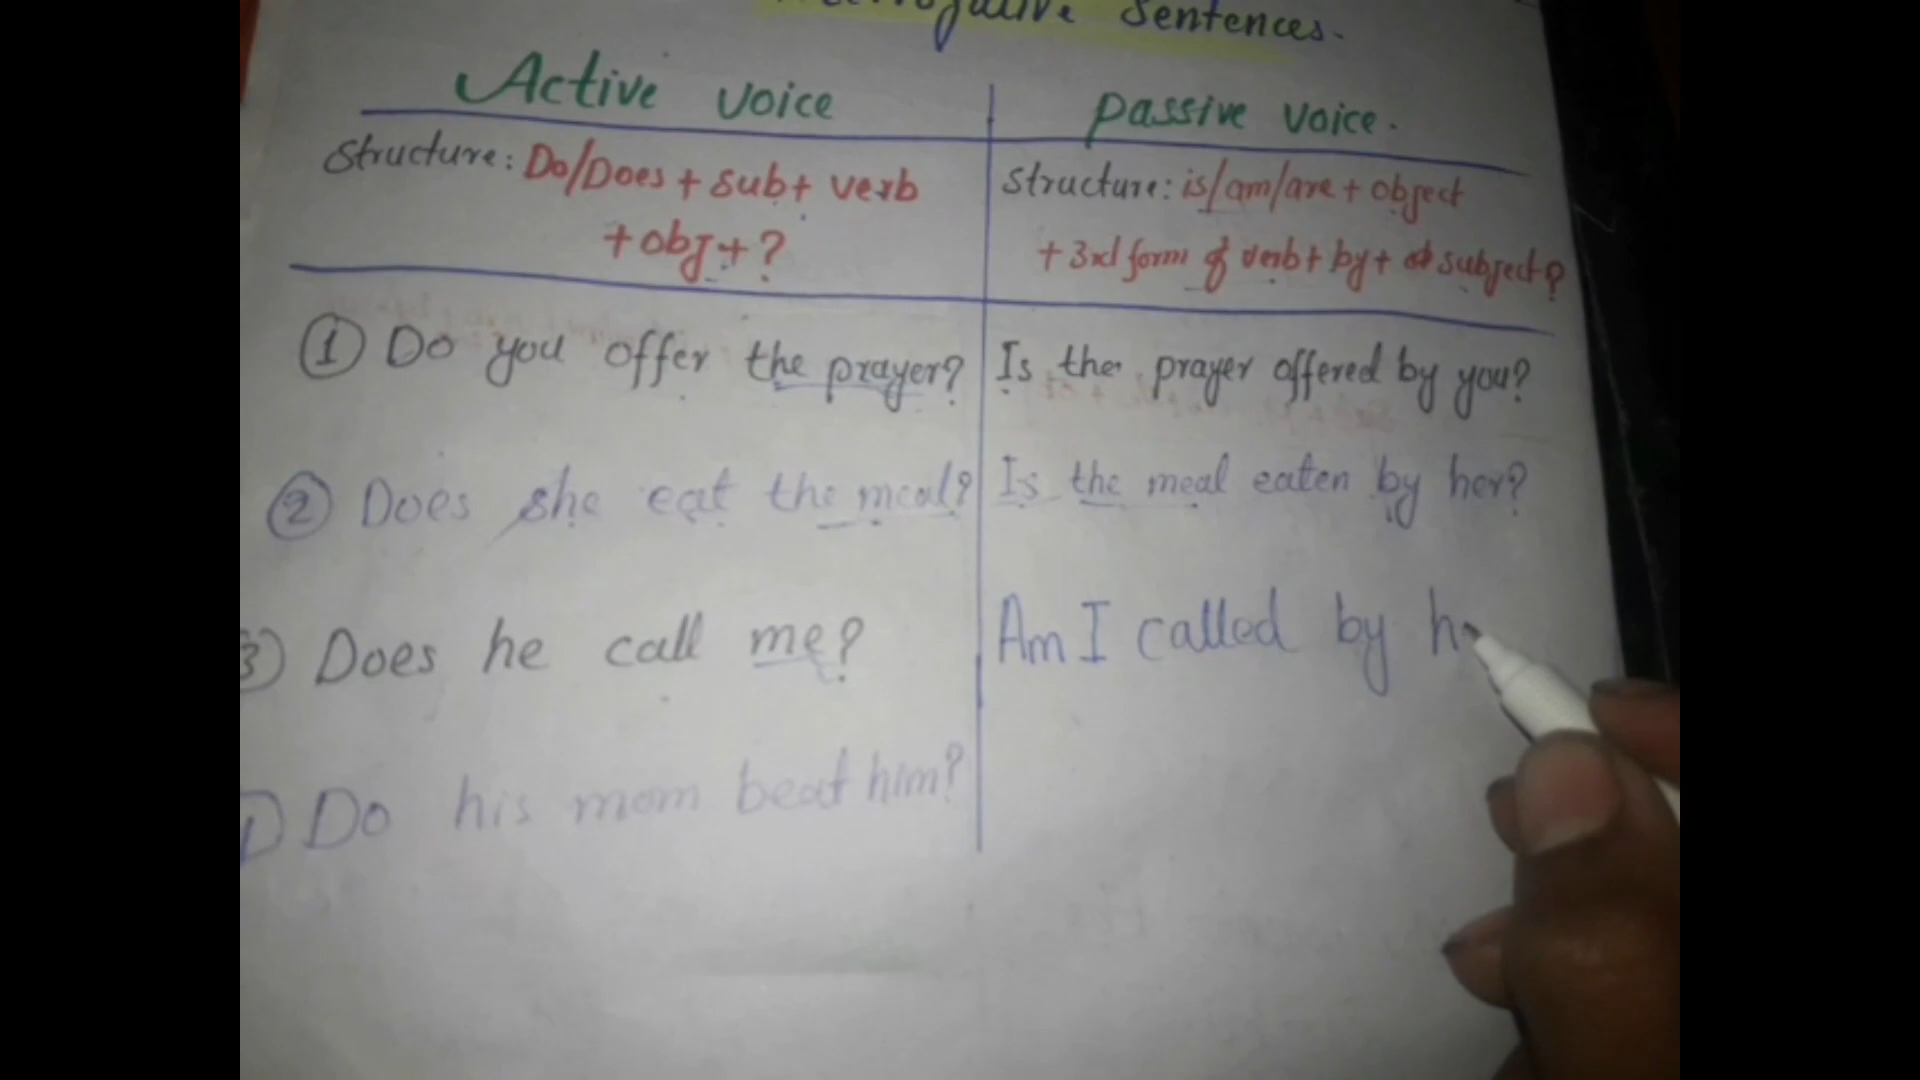 Sentences.
Active voice
Passive voice.
Structure: Do/Does + sub + verb
+ obj + ?
Structure: is/am/are + object
+ 3rd form of verb + by + subject?
① Do you offer the prayer?
Is the prayer offered by you?
② Does she eat the meal?
Is the meal eaten by her?
3) Does he call me?
Am I called by h
Do his mom beat him?